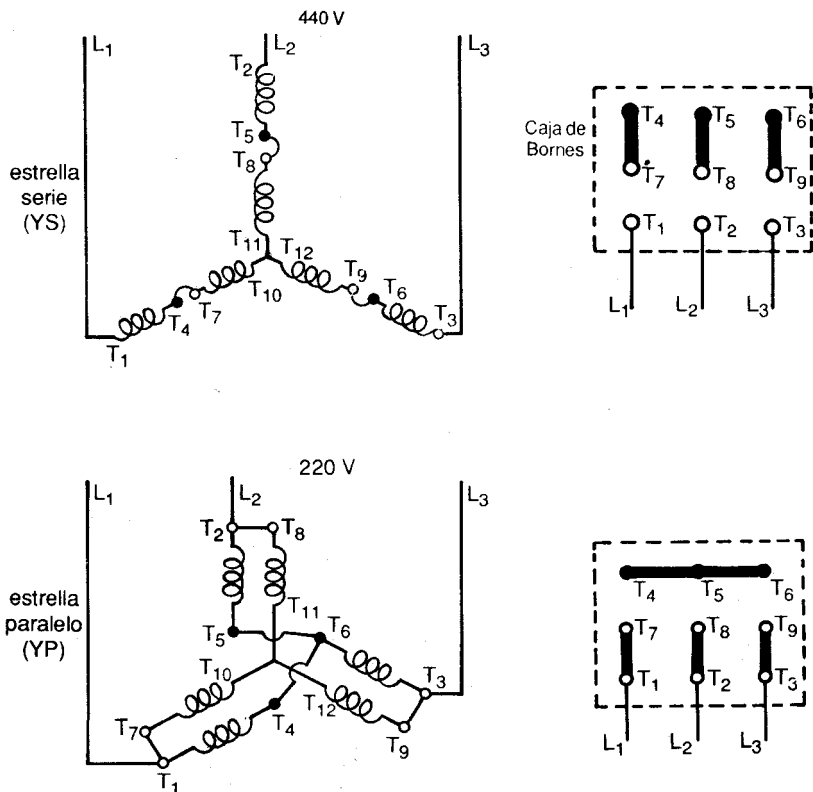 440 V
L₁
L₂
L₃
T₂
T₅
T₈
T₁₁
T₁₂
T₉
T₆
T₃
T₁₀
T₇
T₄
T₁
estrella
serie
(YS)
Caja de
Bornes
T₄ T₅ T₆
T₇ T₈ T₉
T₁ T₂ T₃
L₁ L₂ L₃
220 V
L₁
L₂
L₃
T₂ T₈
T₁₁
T₅
T₆
T₁₀
T₃
T₇
T₄
T₁₂
T₉
T₁
estrella
paralelo
(YP)
T₄ T₅ T₆
T₇ T₈ T₉
T₁ T₂ T₃
L₁ L₂ L₃